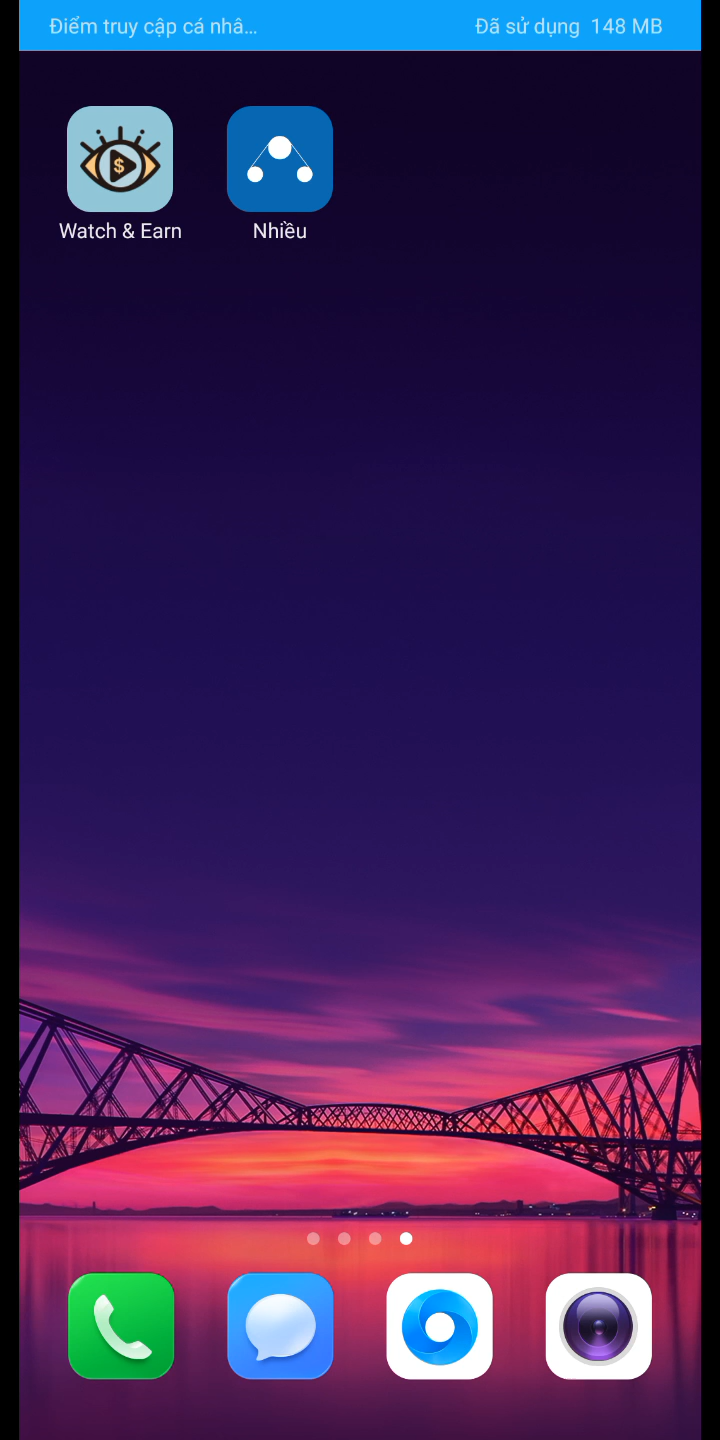 Điểm truy cập cá nhâ...
Đã sử dụng 148 MB
$
Watch & Earn
Nhiều